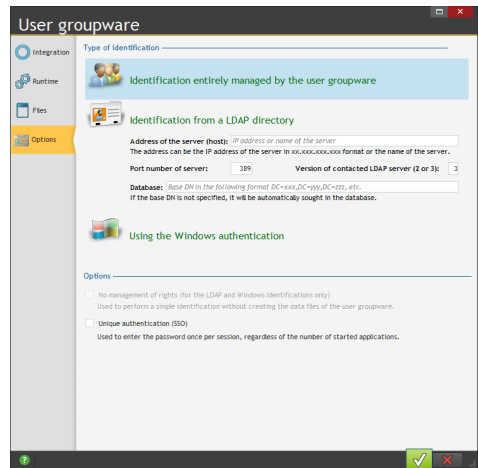 User groupware
Integration
Runtime
Files
Options
Type of identification
Identification entirely managed by the user groupware
Identification from a LDAP directory
Address of the server (host): IP address or name of the server
The address can be the IP address of the server in xx.xxx.xxx.xxx format or the name of the server.
Port number of server: 389 Version of contacted LDAP server (2 or 3): 3
Database: Base DN in the following format DC=xxx,DC=yyy,DC=zzz, etc.
If the base DN is not specified, it will be automatically sought in the database.
Using the Windows authentication
Options
No management of rights (for the LDAP and Windows identifications only)
Used to perform a simple identification without creating the data files of the user groupware.
Unique authentication (SSO)
Used to enter the password once per session, regardless of the number of started applications.